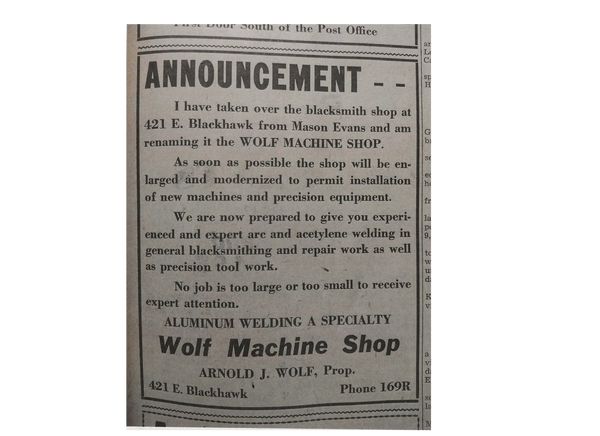 First Door South of the Post Office
ANNOUNCEMENT - -
I have taken over the blacksmith shop at
421 E. Blackhawk from Mason Evans and am
renaming it the WOLF MACHINE SHOP.
As soon as possible the shop will be en-
larged and modernized to permit installation
of new machines and precision equipment.
We are now prepared to give you experi-
enced and expert arc and acetylene welding in
general blacksmithing and repair work as well
as precision tool work.
No job is too large or too small to receive
expert attention.
ALUMINUM WELDING A SPECIALTY
Wolf Machine Shop
ARNOLD J. WOLF, Prop.
421 E. Blackhawk Phone 169R